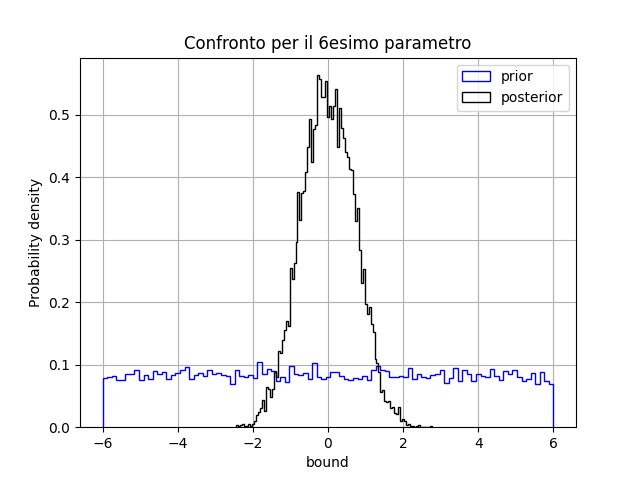 Confronto per il 6esimo parametro
prior
posterior
Probability density
0.5
0.4
0.3
0.2
0.1
0.0
−6 −4 −2 0 2 4 6
bound